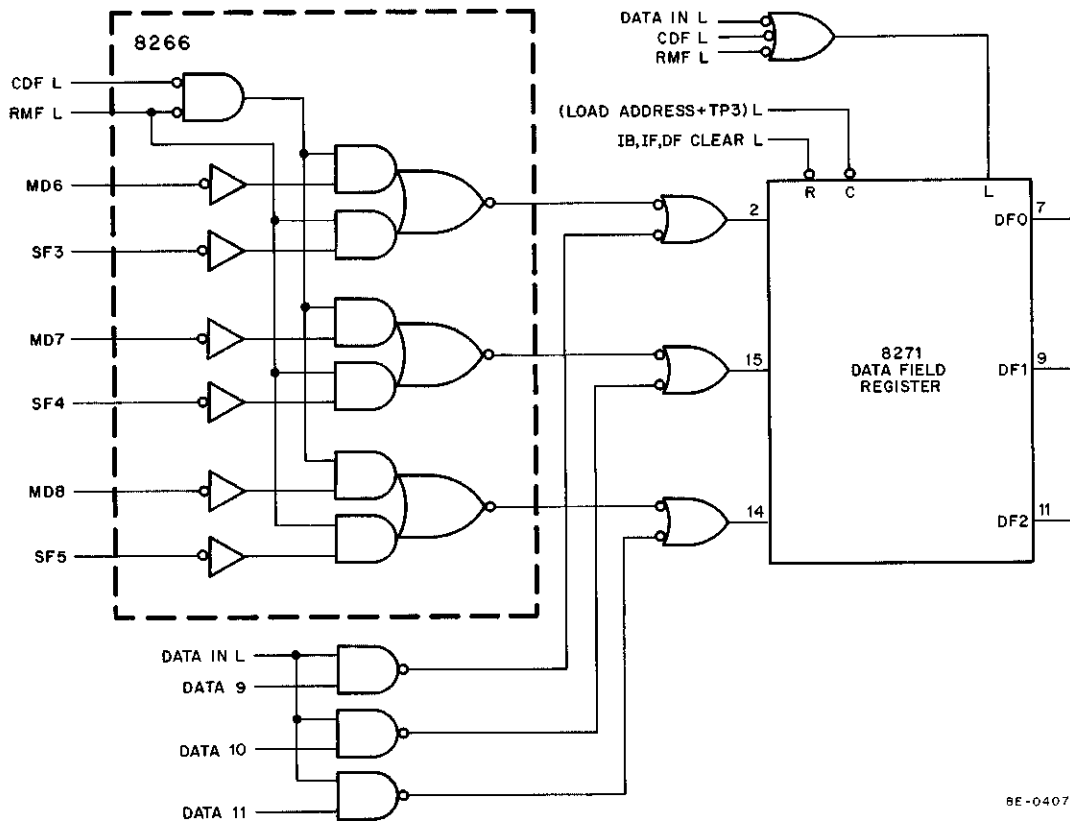 8266
CDF L
RMF L
MD6
SF3
MD7
SF4
MD8
SF5
DATA IN L
CDF L
RMF L
(LOAD ADDRESS+TP3) L
IB,IF,DF CLEAR L
R
C
L
2
15
14
8271
DATA FIELD
REGISTER
DF0
7
DF1
9
DF2
11
DATA IN L
DATA 9
DATA 10
DATA 11
BE-0407